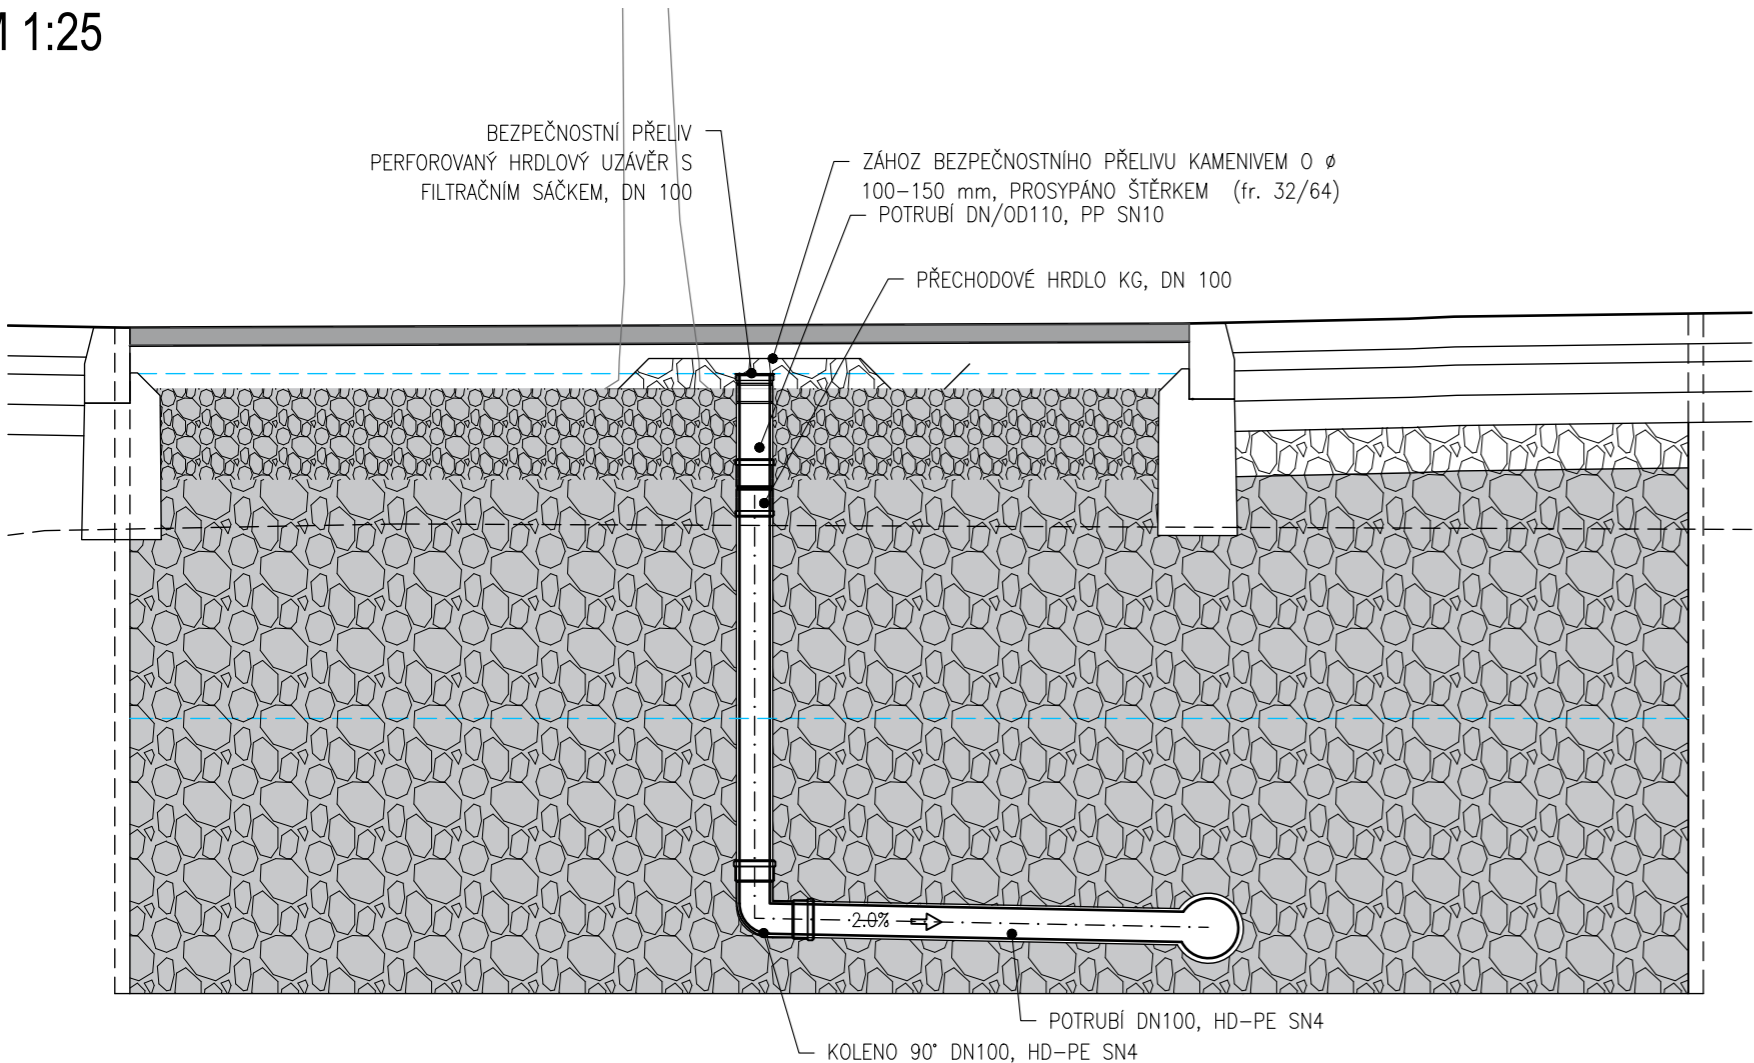 1:25
BEZPEČNOSTNÍ PŘELIV
PERFOROVANÝ HRDLOVÝ UZÁVĚR S
FILTRAČNÍM SÁČKEM, DN 100
ZÁHOZ BEZPEČNOSTNÍHO PŘELIVU KAMENIVEM O ø
100-150 mm, PROSYPÁNO ŠTĚRKEM (fr. 32/64)
POTRUBÍ DN/OD110, PP SN10
PŘECHODOVÉ HRDLO KG, DN 100
2.0%
POTRUBÍ DN100, HD-PE SN4
KOLENO 90° DN100, HD-PE SN4